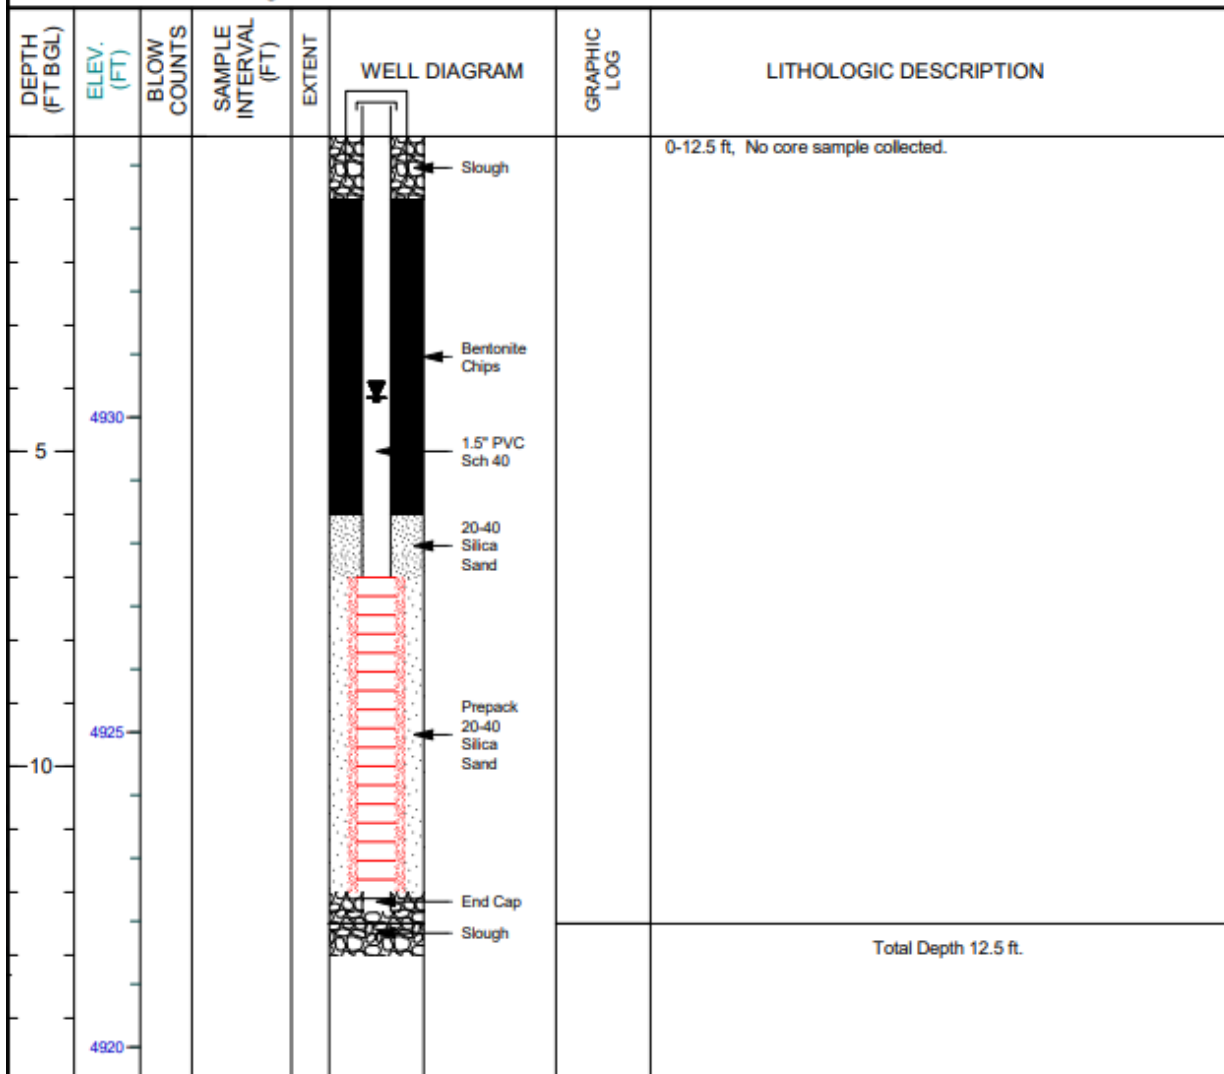 DEPTH
(FT BGL)
ELEV.
(FT)
BLOW
COUNTS
SAMPLE
INTERVAL
(FT)
EXTENT
WELL DIAGRAM
GRAPHIC
LOG
LITHOLOGIC DESCRIPTION
0-12.5 ft, No core sample collected.
Slough
Bentonite
Chips
4930
5
1.5" PVC
Sch 40
20-40
Silica
Sand
Prepack
20-40
Silica
Sand
4925
10
End Cap
Slough
Total Depth 12.5 ft.
4920